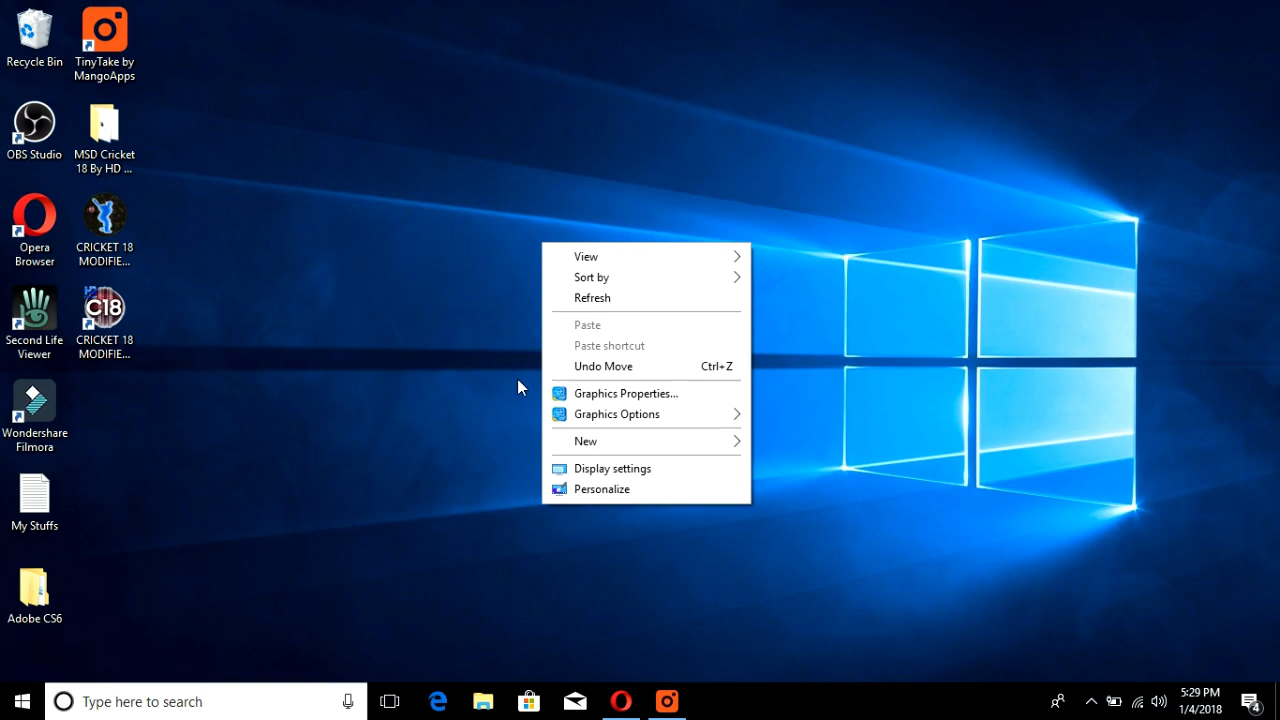 Recycle Bin
TinyTake by
MangoApps
OBS Studio
MSD Cricket
18 By HD ...
Opera
Browser
CRICKET 18
MODIFIE...
Second Life
Viewer
C18
CRICKET 18
MODIFIE...
Wondershare
Filmora
My Stuffs
Adobe CS6
View
Sort by
Refresh
Paste
Paste shortcut
Undo Move Ctrl+Z
Graphics Properties...
Graphics Options
New
Display settings
Personalize
Type here to search
5:29 PM
1/4/2018
4